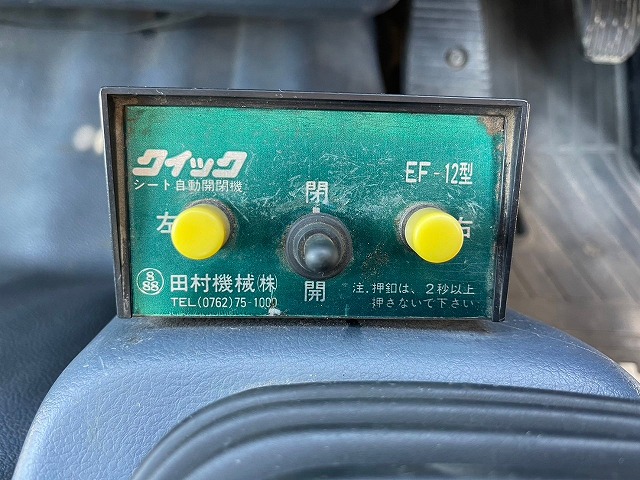 クイック
シート自動開閉機
EF-12型
閉
左
右
開
8
88
田村機械(株)
TEL(0762)75-1000
注.押釦は、2秒以上
押さないで下さい